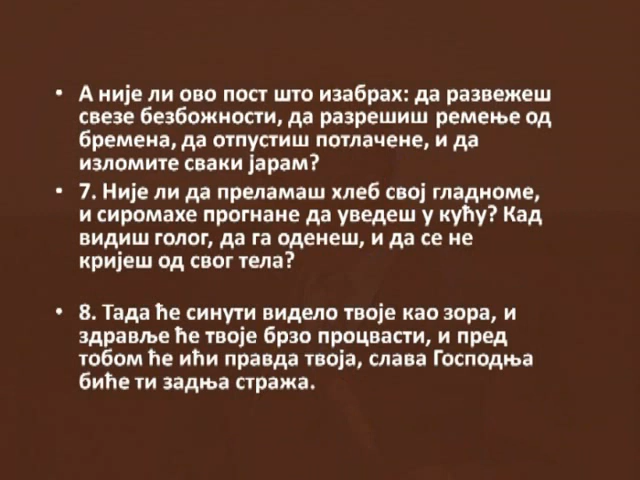 • А није ли ово пост што изабрах: да развежеш
свезе безбожности, да разрешиш ремење од
бремена, да отпустиш потлачене, и да
изломите сваки јарам?
• 7. Није ли да преламаш хлеб свој гладноме,
и сиромахе прогнане да уведеш у кућу? Кад
видиш голог, да га оденеш, и да се не
кријеш од свог тела?
• 8. Тада ће синути видело твоје као зора, и
здравље ће твоје брзо процвасти, и пред
тобом ће ићи правда твоја, слава Господња
биће ти задња стража.